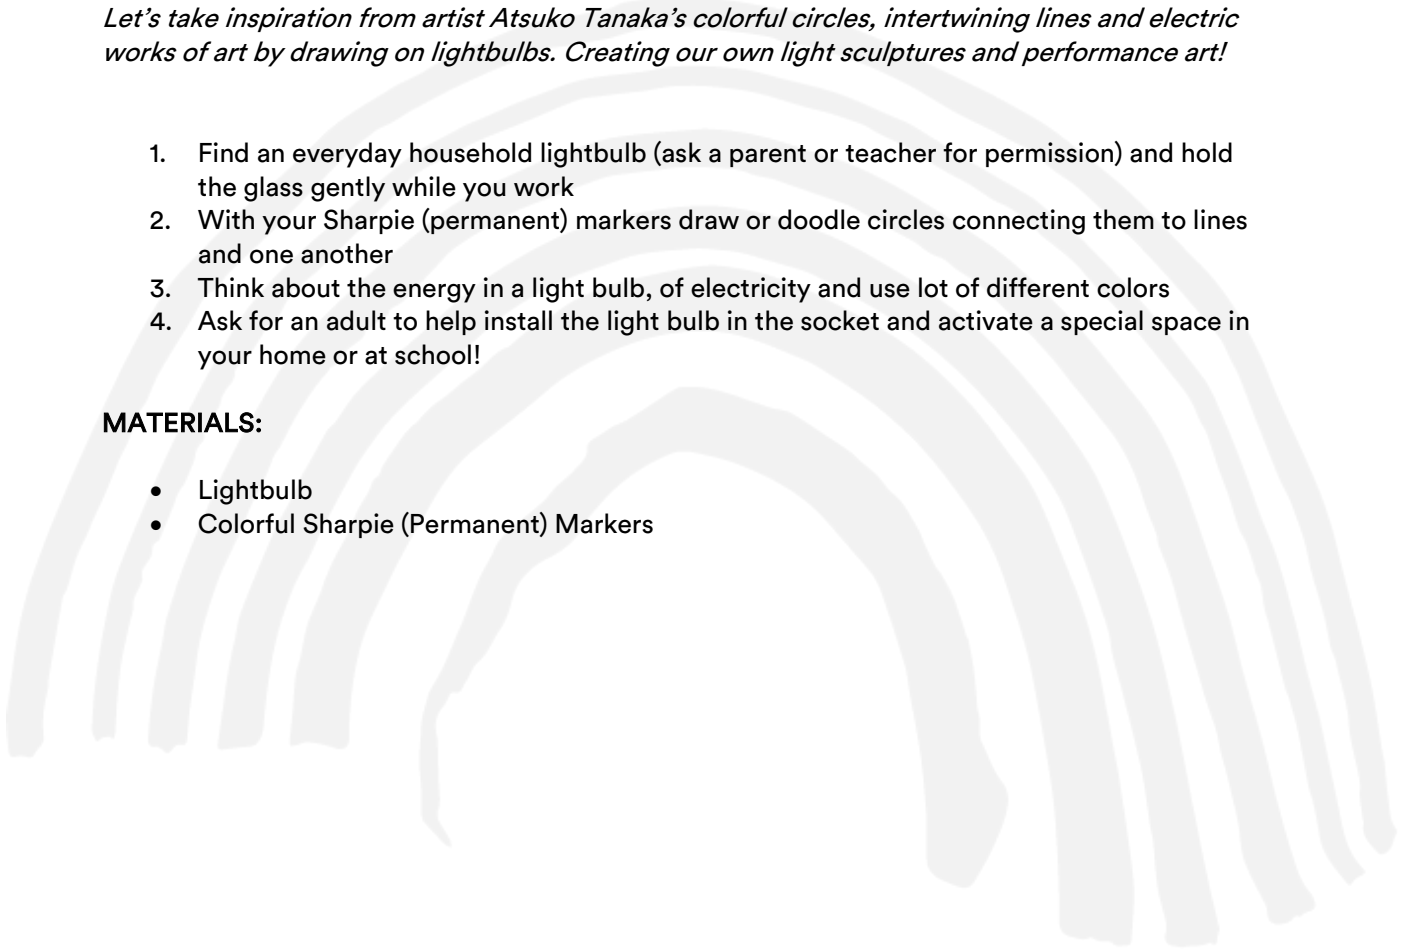 Let’s take inspiration from artist Atsuko Tanaka’s colorful circles, intertwining lines and electric
works of art by drawing on lightbulbs. Creating our own light sculptures and performance art!
1. Find an everyday household lightbulb (ask a parent or teacher for permission) and hold
the glass gently while you work
2. With your Sharpie (permanent) markers draw or doodle circles connecting them to lines
and one another
3. Think about the energy in a light bulb, of electricity and use lot of different colors
4. Ask for an adult to help install the light bulb in the socket and activate a special space in
your home or at school!
MATERIALS:
• Lightbulb
• Colorful Sharpie (Permanent) Markers